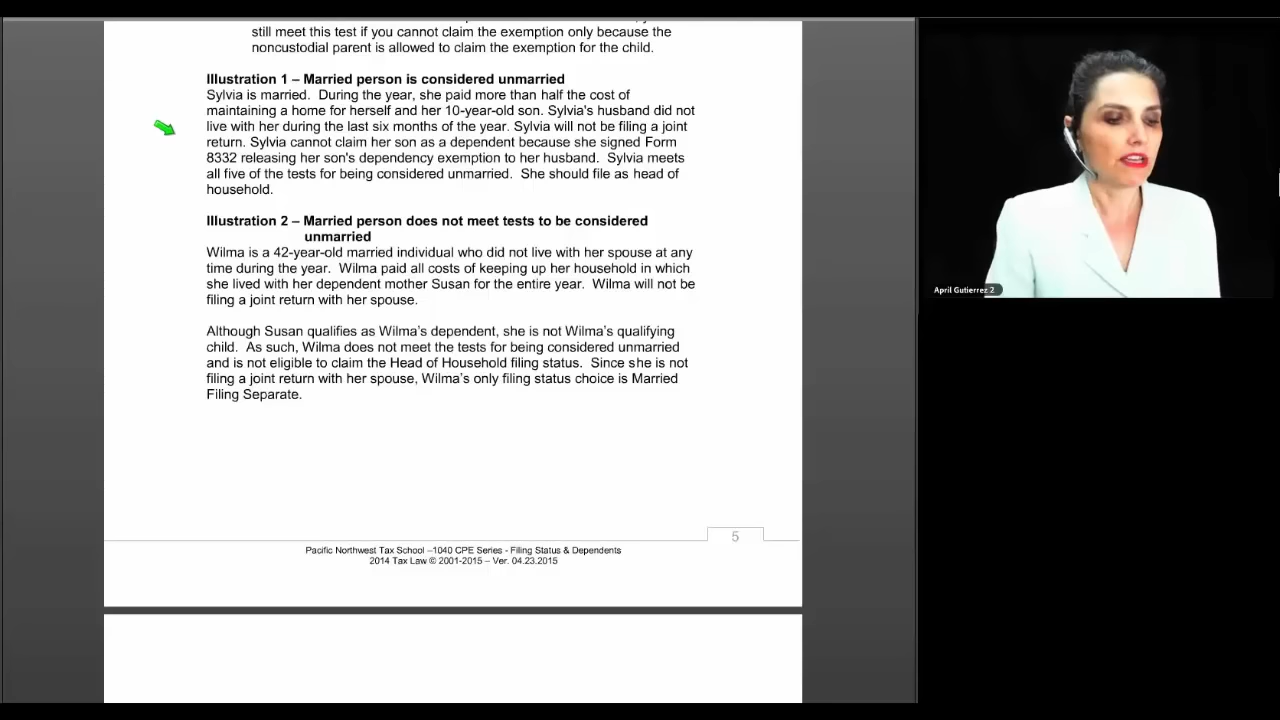 still meet this test if you cannot claim the exemption only because the
noncustodial parent is allowed to claim the exemption for the child.
Illustration 1 – Married person is considered unmarried
Sylvia is married.  During the year, she paid more than half the cost of
maintaining a home for herself and her 10-year-old son. Sylvia's husband did not
live with her during the last six months of the year. Sylvia will not be filing a joint
return. Sylvia cannot claim her son as a dependent because she signed Form
8332 releasing her son's dependency exemption to her husband.  Sylvia meets
all five of the tests for being considered unmarried.  She should file as head of
household.
Illustration 2 – Married person does not meet tests to be considered
unmarried
Wilma is a 42-year-old married individual who did not live with her spouse at any
time during the year.  Wilma paid all costs of keeping up her household in which
she lived with her dependent mother Susan for the entire year.  Wilma will not be
filing a joint return with her spouse.
Although Susan qualifies as Wilma's dependent, she is not Wilma's qualifying
child.  As such, Wilma does not meet the tests for being considered unmarried
and is not eligible to claim the Head of Household filing status.  Since she is not
filing a joint return with her spouse, Wilma's only filing status choice is Married
Filing Separate.
5
Pacific Northwest Tax School –1040 CPE Series - Filing Status & Dependents
2014 Tax Law © 2001-2015 – Ver. 04.23.2015
April Gutierrez 2